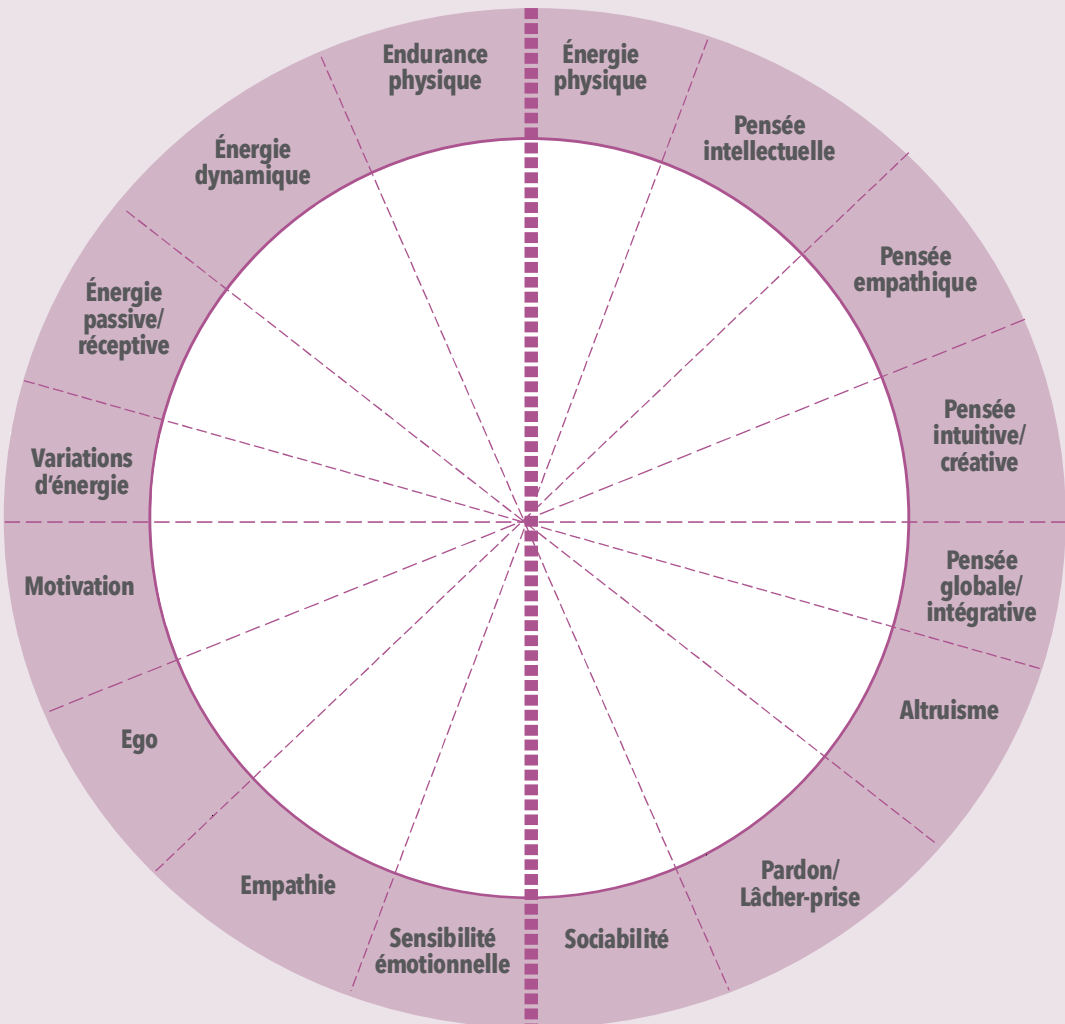 Endurance
physique
Énergie
physique
Pensée
intellectuelle
Pensée
empathique
Pensée
intuitive/
créative
Pensée
globale/
intégrative
Altruisme
Pardon/
Lâcher-prise
Sociabilité
Sensibilité
émotionnelle
Empathie
Ego
Motivation
Variations
d’énergie
Énergie
passive/
réceptive
Énergie
dynamique